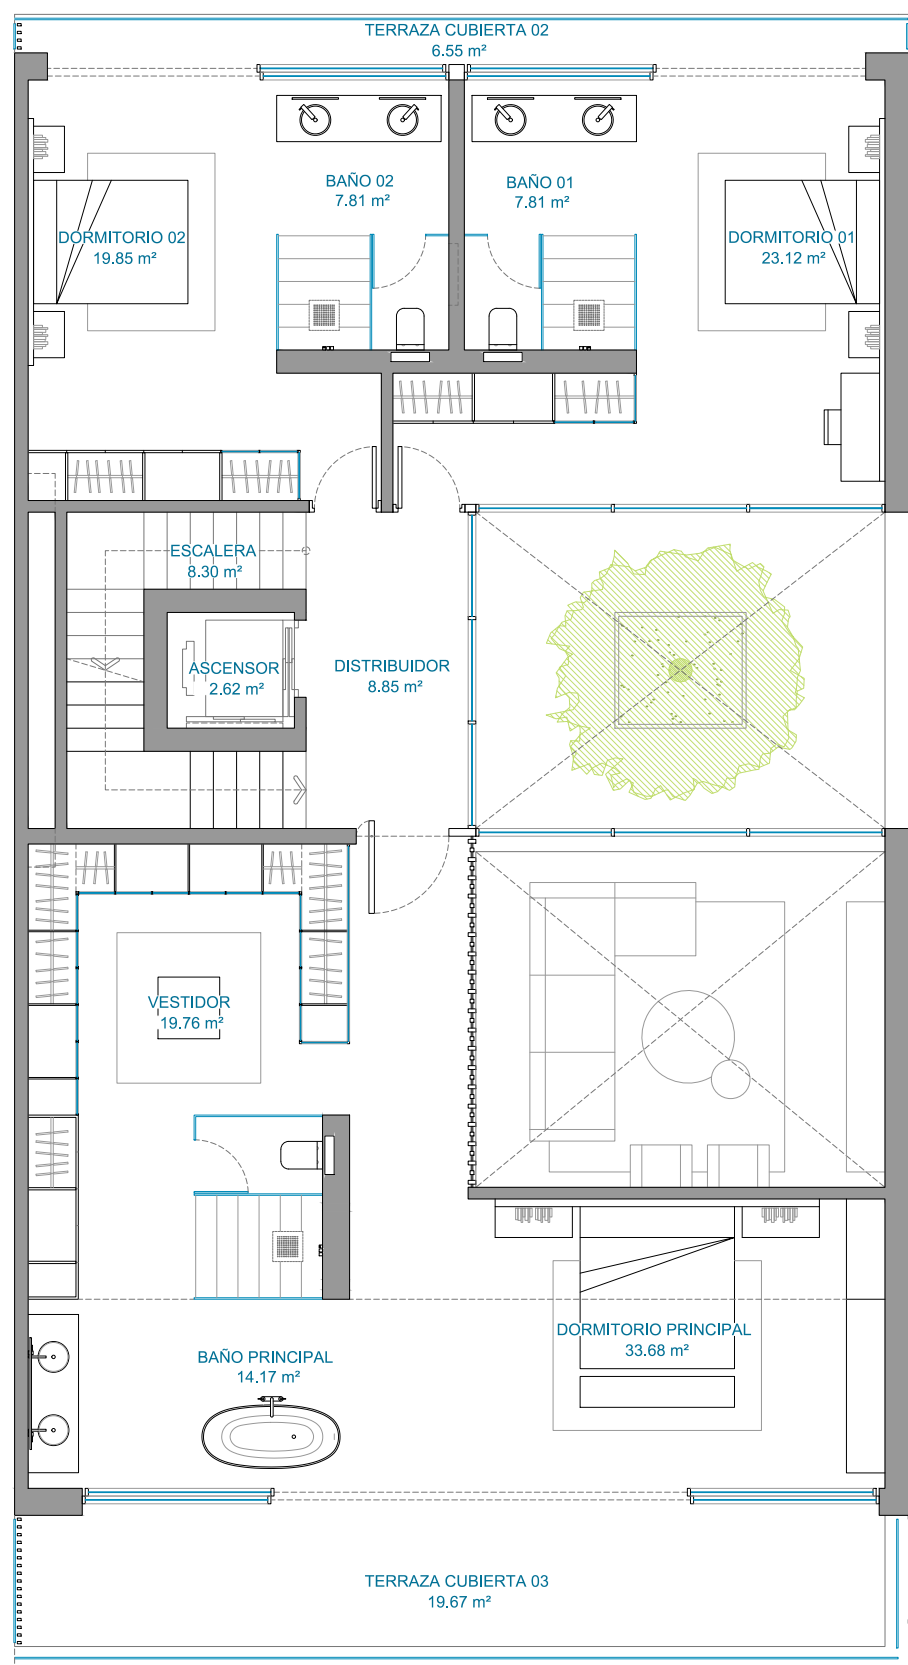 TERRAZA CUBIERTA 02
6.55 m²
BAÑO 02
7.81 m²
BAÑO 01
7.81 m²
DORMITORIO 02
19.85 m²
DORMITORIO 01
23.12 m²
ESCALERA
8.30 m²
ASCENSOR
2.62 m²
DISTRIBUIDOR
8.85 m²
VESTIDOR
19.76 m²
DORMITORIO PRINCIPAL
33.68 m²
BAÑO PRINCIPAL
14.17 m²
TERRAZA CUBIERTA 03
19.67 m²